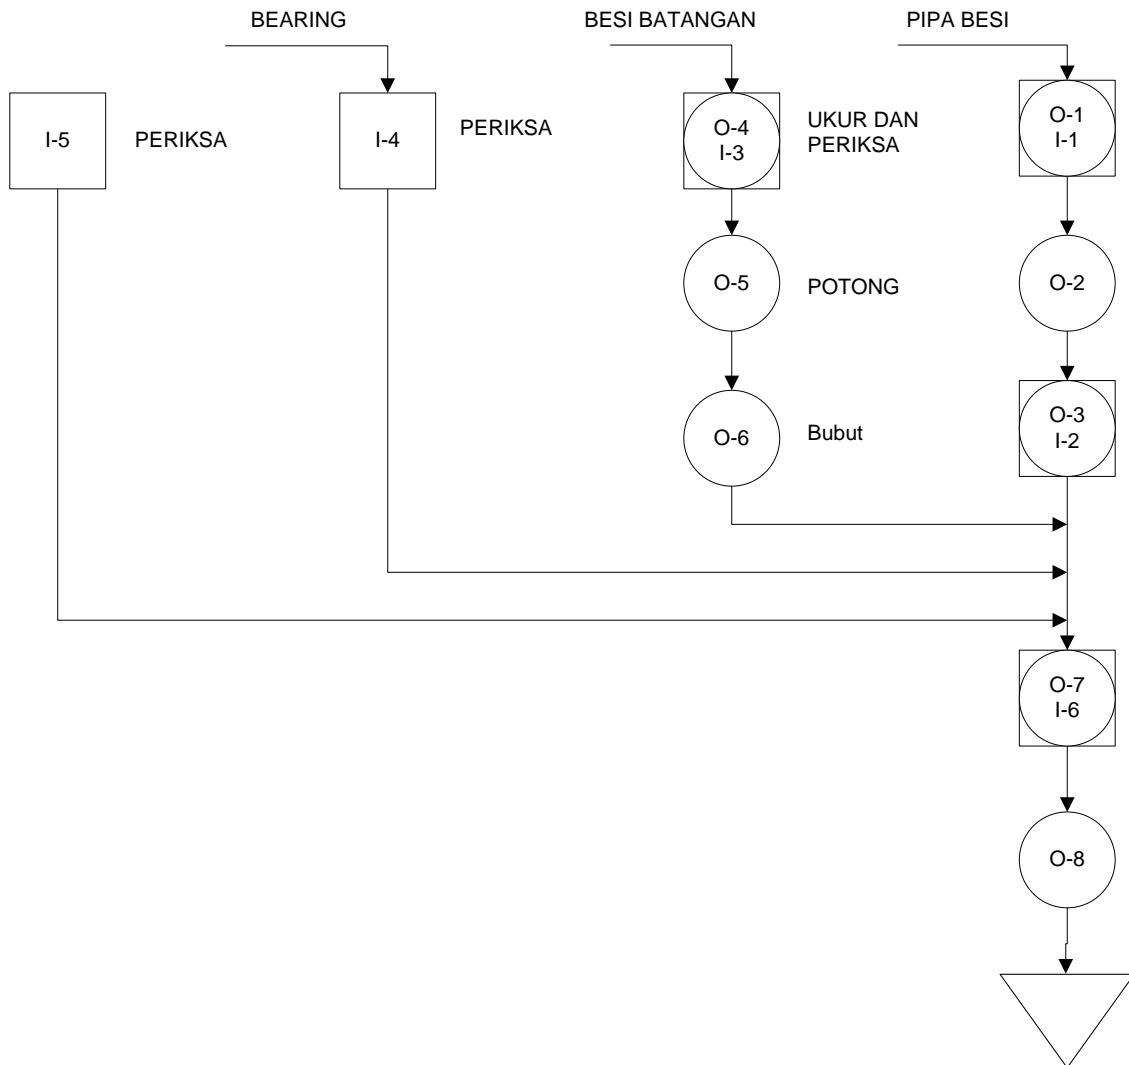 BEARING
BESI BATANGAN
PIPA BESI
I-5
PERIKSA
I-4
PERIKSA
O-4
I-3
UKUR DAN
PERIKSA
O-1
I-1
O-5
POTONG
O-2
O-6
Bubut
O-3
I-2
O-7
I-6
O-8